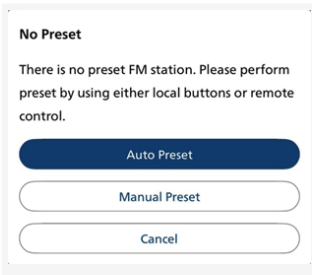 No Preset
There is no preset FM station. Please perform
preset by using either local buttons or remote
control.
Auto Preset
Manual Preset
Cancel